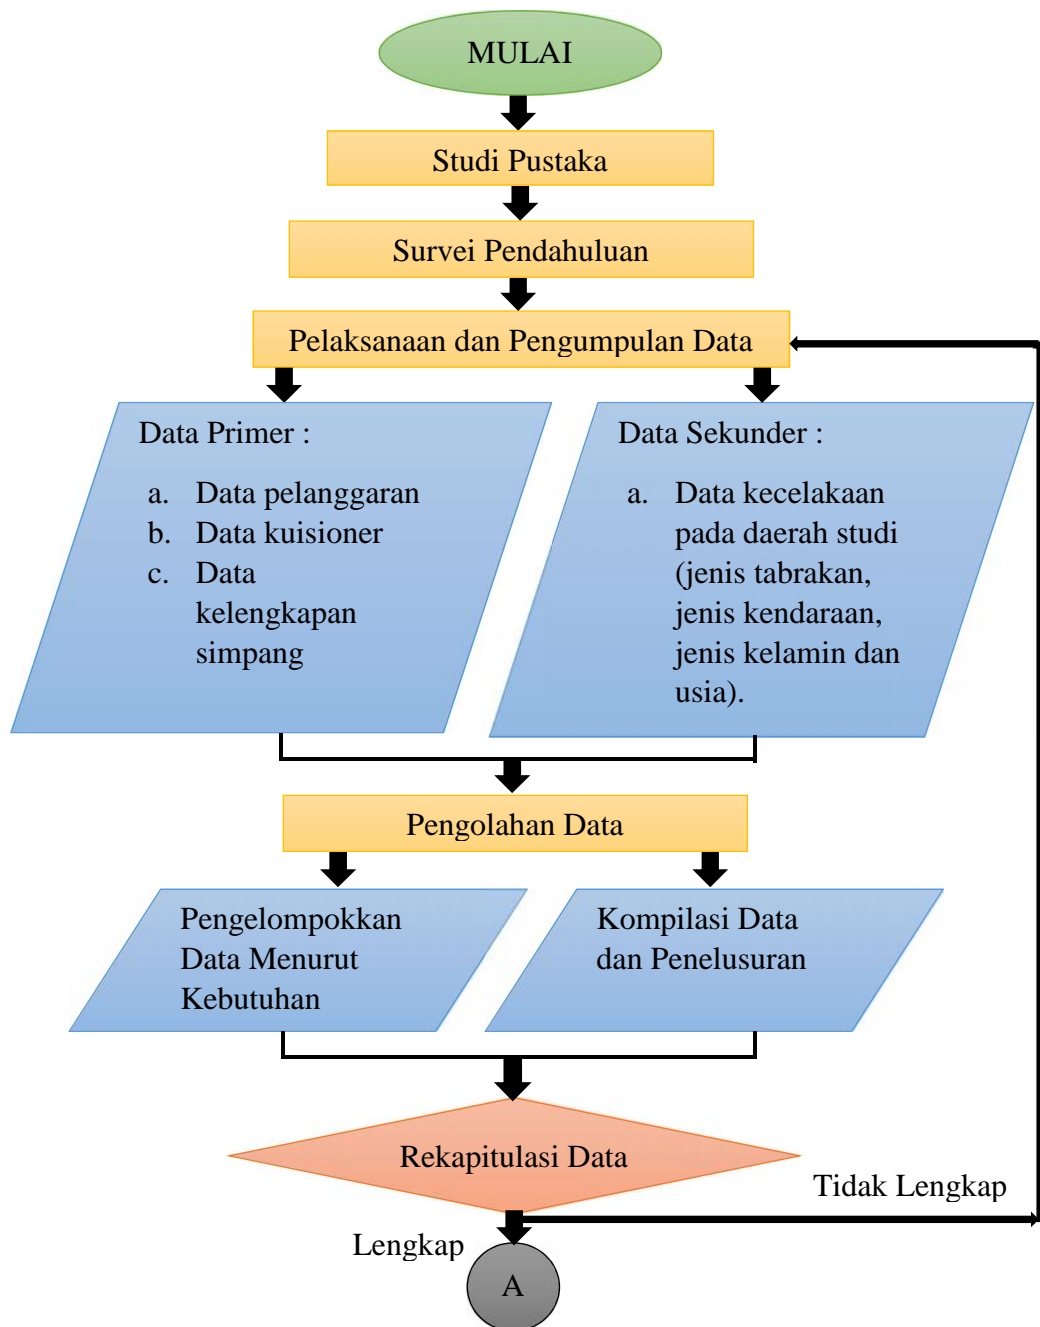 MULAI
Studi Pustaka
Survei Pendahuluan
Pelaksanaan dan Pengumpulan Data
Data Primer :
a. Data pelanggaran
b. Data kuisioner
c. Data
kelengkapan
simpang
Data Sekunder :
a. Data kecelakaan
pada daerah studi
(jenis tabrakan,
jenis kendaraan,
jenis kelamin dan
usia).
Pengolahan Data
Pengelompokkan
Data Menurut
Kebutuhan
Kompilasi Data
dan Penelusuran
Rekapitulasi Data
Tidak Lengkap
Lengkap
A